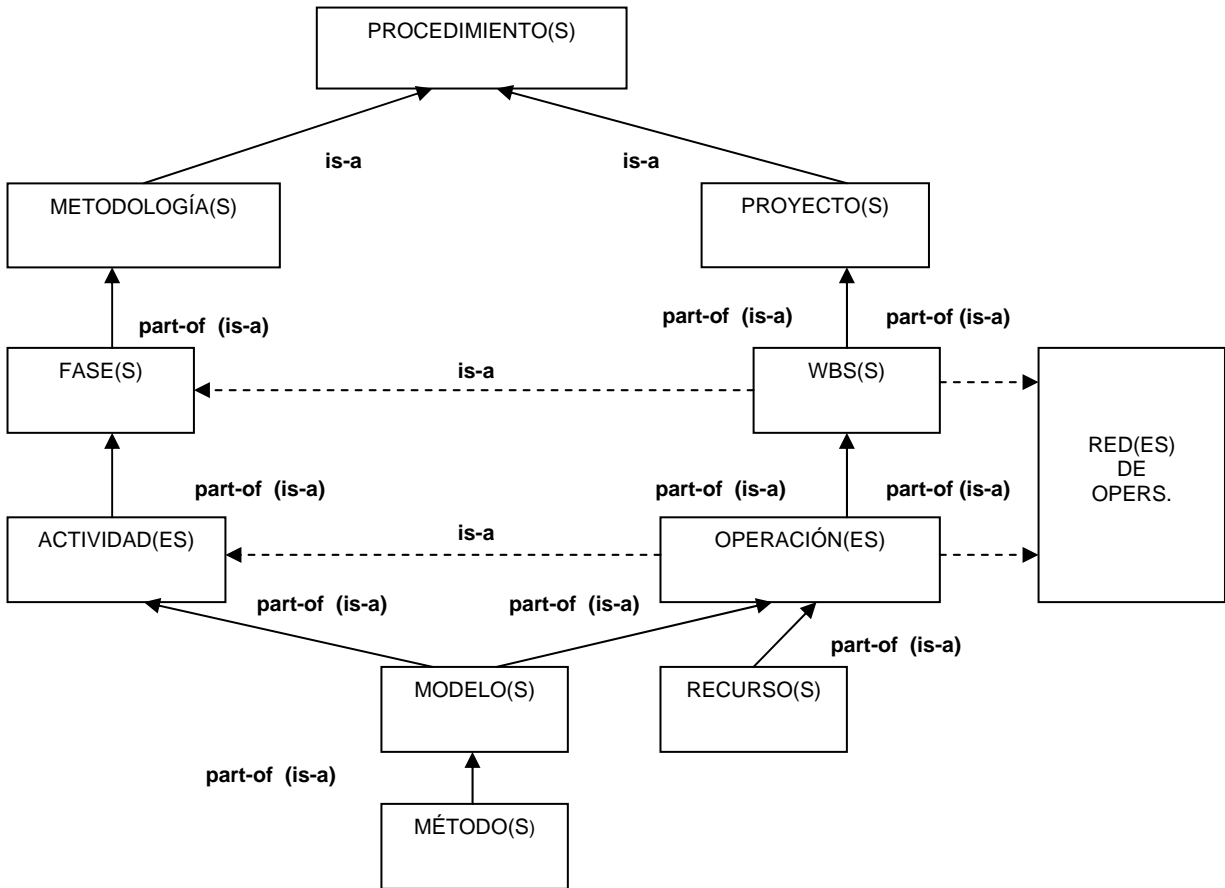 PROCEDIMIENTO(S)
is-a
is-a
METODOLOGÍA(S)
PROYECTO(S)
part-of (is-a)
part-of (is-a)
part-of (is-a)
FASE(S)
is-a
WBS(S)
RED(ES)
DE
OPERS.
part-of (is-a)
part-of (is-a)
part-of (is-a)
ACTIVIDAD(ES)
is-a
OPERACIÓN(ES)
part-of (is-a)
part-of (is-a)
part-of (is-a)
MODELO(S)
RECURSO(S)
part-of (is-a)
MÉTODO(S)